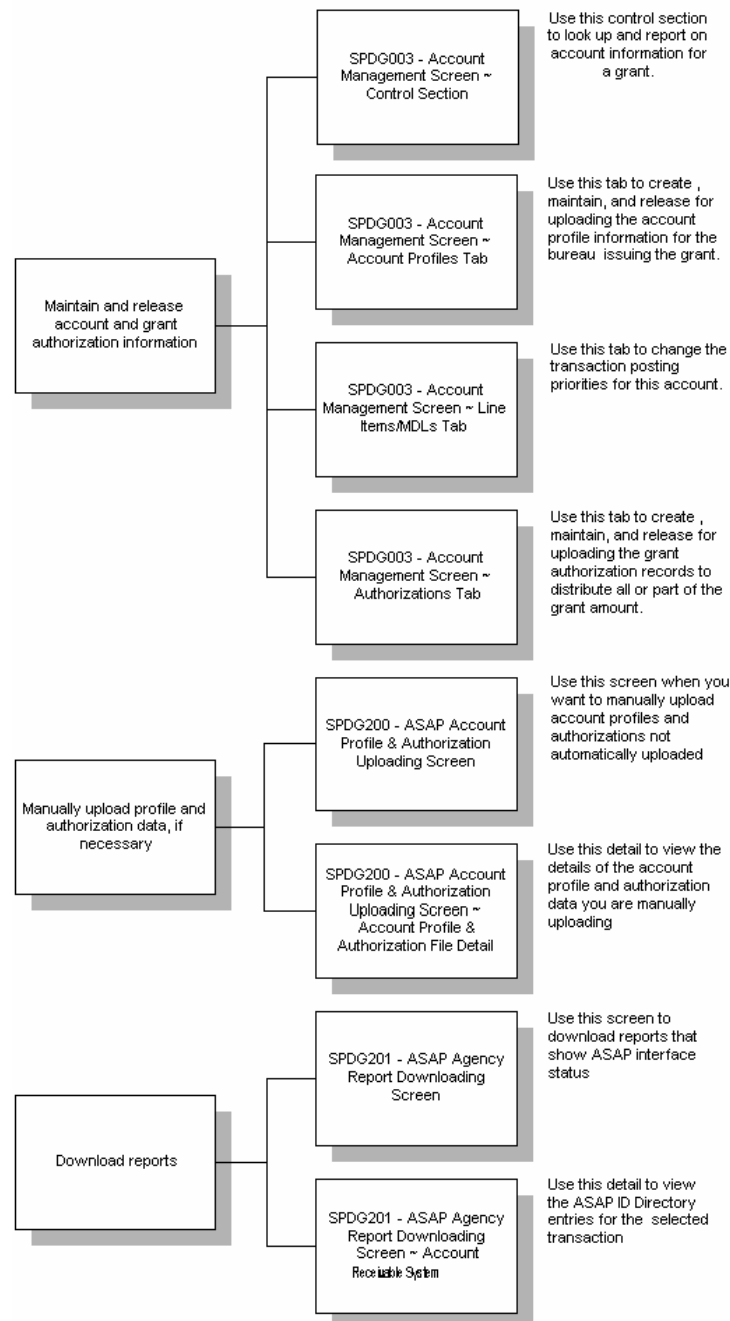 SPDG003 - Account
Management Screen ~
Control Section
Use this control section
to look up and report on
account information for
a grant.
SPDG003 - Account
Management Screen ~
Account Profiles Tab
Use this tab to create ,
maintain, and release for
uploading the account
profile information for the
bureau issuing the grant.
Maintain and release
account and grant
authorization information
SPDG003 - Account
Management Screen ~ Line
Items/MDLs Tab
Use this tab to change the
transaction posting
priorities for this account.
SPDG003 - Account
Management Screen ~
Authorizations Tab
Use this tab to create ,
maintain, and release for
uploading the grant
authorization records to
distribute all or part of the
grant amount.
Manually upload profile and
authorization data, if
necessary
SPDG200 - ASAP Account
Profile & Authorization
Uploading Screen
Use this screen when you
want to manually upload
account profiles and
authorizations not
automatically uploaded
SPDG200 - ASAP Account
Profile & Authorization
Uploading Screen ~
Account Profile &
Authorization File Detail
Use this detail to view the
details of the account
profile and authorization
data you are manually
uploading
Download reports
SPDG201 - ASAP Agency
Report Downloading
Screen
Use this screen to
download reports that
show ASAP interface
status
SPDG201 - ASAP Agency
Report Downloading
Screen ~ Account
Receivable System
Use this detail to view
the ASAP ID Directory
entries for the selected
transaction